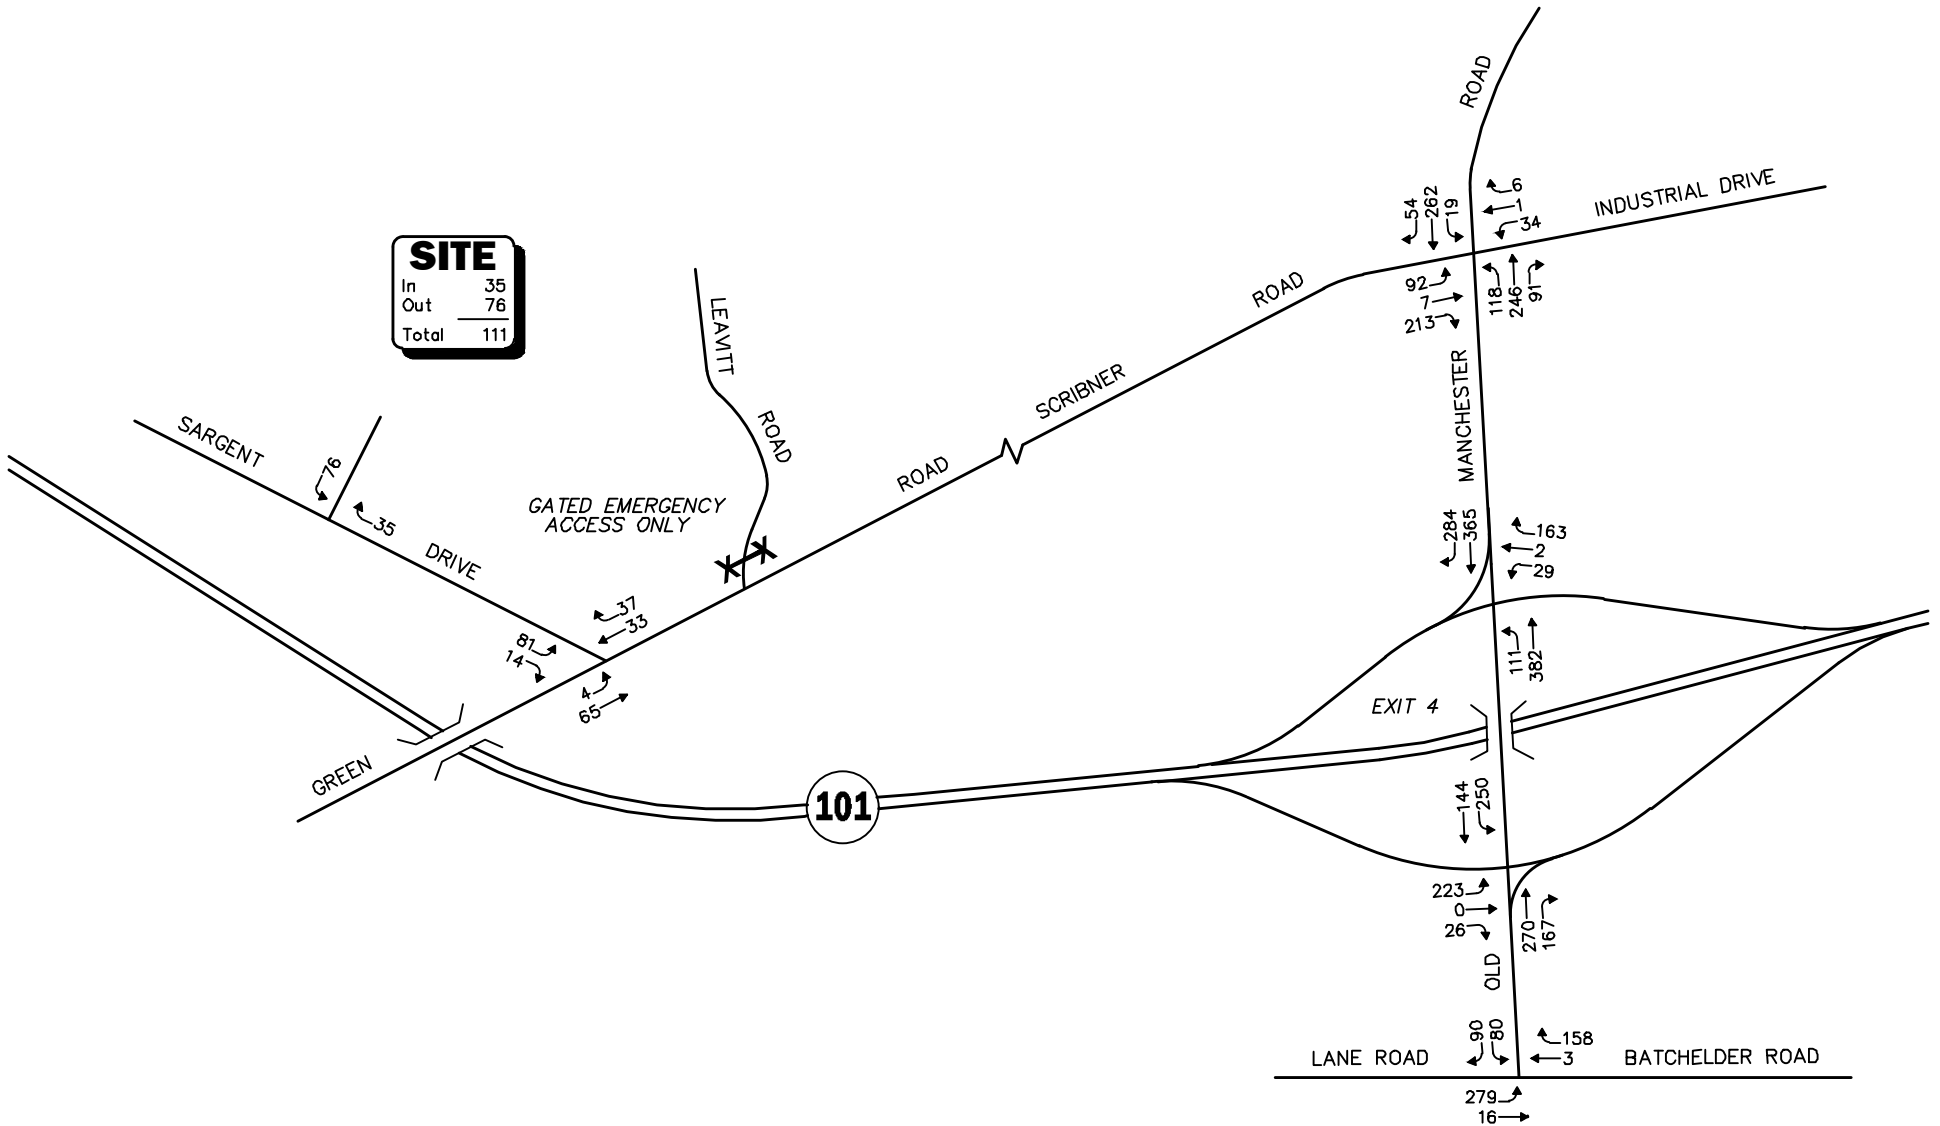 ROAD
INDUSTRIAL DRIVE
54
262
19
6
1
34
SITE
In 35
Out 76
Total 111
LEAVITT
ROAD
ROAD
92
7
213
118
246
91
SCRIBNER
MANCHESTER
SARGENT
76
35
DRIVE
GATED EMERGENCY
ACCESS ONLY
X X
ROAD
284
365
163
2
29
37
33
81
14
4
65
111
382
EXIT 4
GREEN
101
144
250
223
0
26
270
167
OLD
90
80
158
3
LANE ROAD
BATCHELDER ROAD
279
16